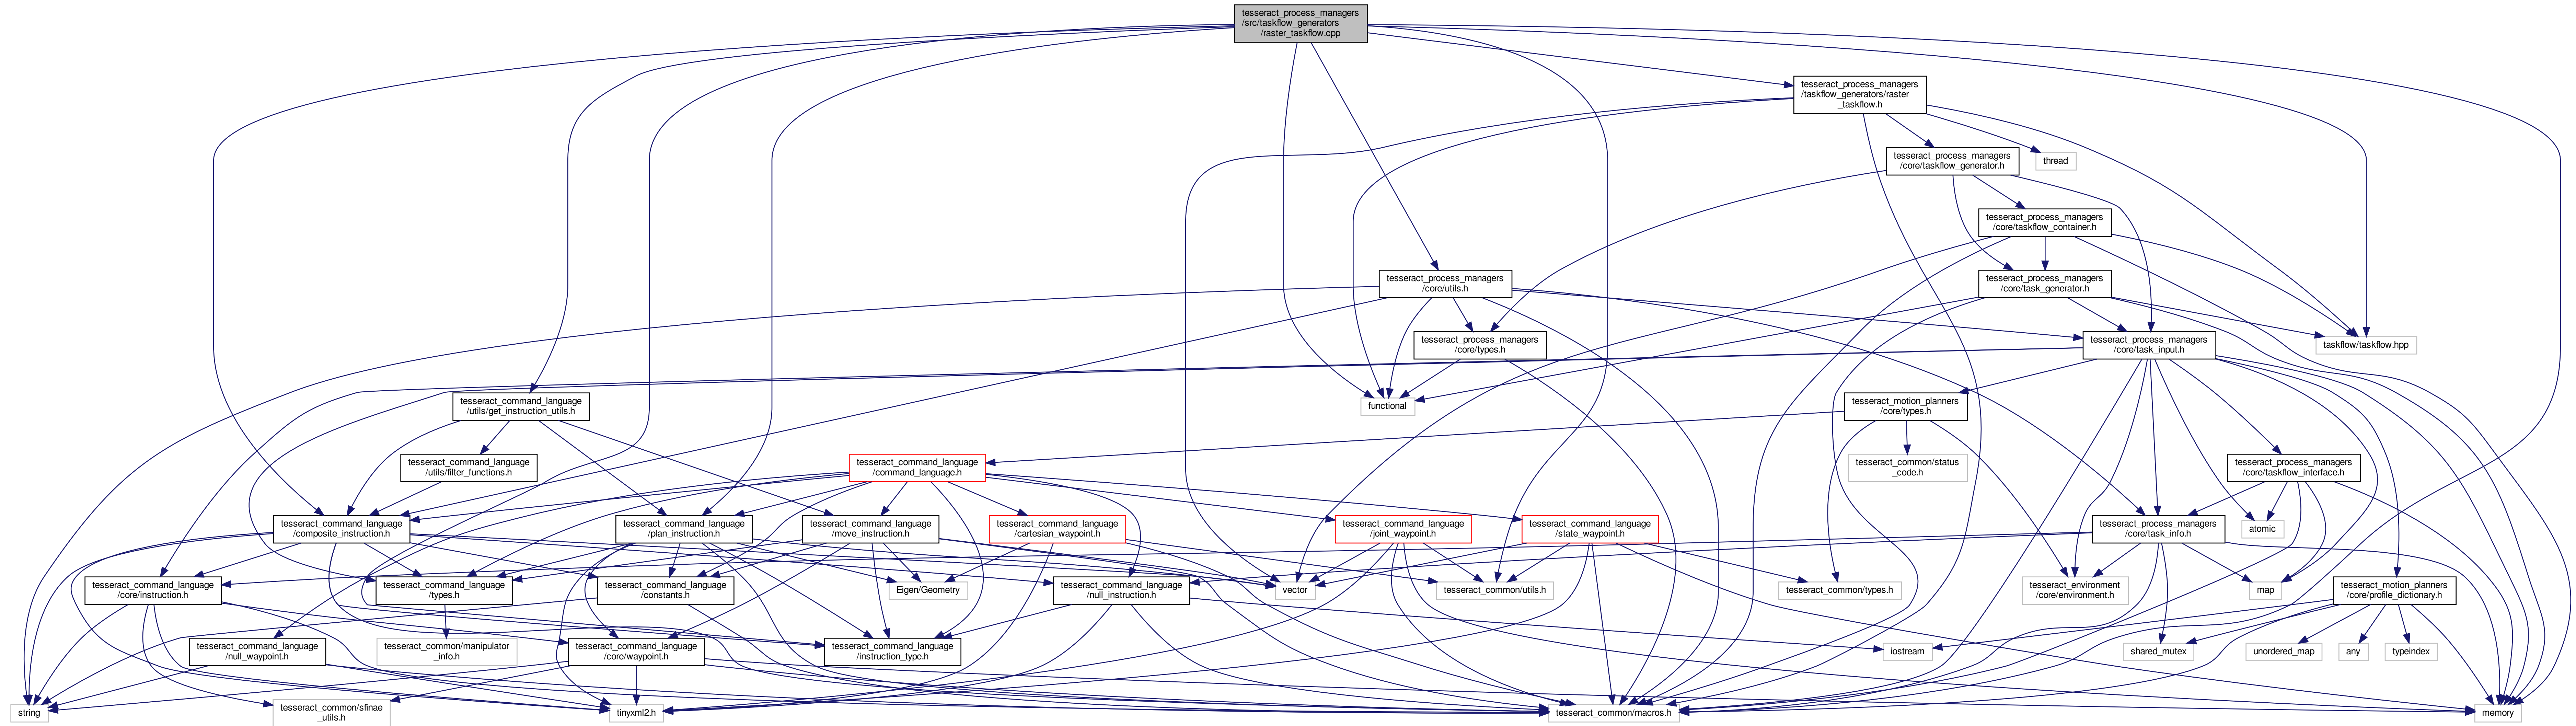 tesseract_process_managers
/src/taskflow_generators
/raster_taskflow.cpp
tesseract_process_managers
/taskflow_generators/raster
_taskflow.h
tesseract_process_managers
/core/taskflow_generator.h
thread
tesseract_process_managers
/core/taskflow_container.h
tesseract_process_managers
/core/utils.h
tesseract_process_managers
/core/task_generator.h
tesseract_process_managers
/core/types.h
tesseract_process_managers
/core/task_input.h
taskflow/taskflow.hpp
tesseract_command_language
/utils/get_instruction_utils.h
functional
tesseract_motion_planners
/core/types.h
tesseract_command_language
/utils/filter_functions.h
tesseract_command_language
/command_language.h
tesseract_common/status
_code.h
tesseract_process_managers
/core/taskflow_interface.h
tesseract_command_language
/composite_instruction.h
tesseract_command_language
/plan_instruction.h
tesseract_command_language
/move_instruction.h
tesseract_command_language
/cartesian_waypoint.h
tesseract_command_language
/joint_waypoint.h
tesseract_command_language
/state_waypoint.h
tesseract_process_managers
/core/task_info.h
atomic
tesseract_command_language
/core/instruction.h
tesseract_command_language
/types.h
tesseract_command_language
/constants.h
Eigen/Geometry
tesseract_command_language
/null_instruction.h
vector
tesseract_common/utils.h
tesseract_common/types.h
tesseract_environment
/core/environment.h
map
tesseract_motion_planners
/core/profile_dictionary.h
tesseract_command_language
/null_waypoint.h
tesseract_common/manipulator
_info.h
tesseract_command_language
/core/waypoint.h
tesseract_command_language
/instruction_type.h
iostream
shared_mutex
unordered_map
any
typeindex
string
tesseract_common/sfinae
_utils.h
tinyxml2.h
tesseract_common/macros.h
memory